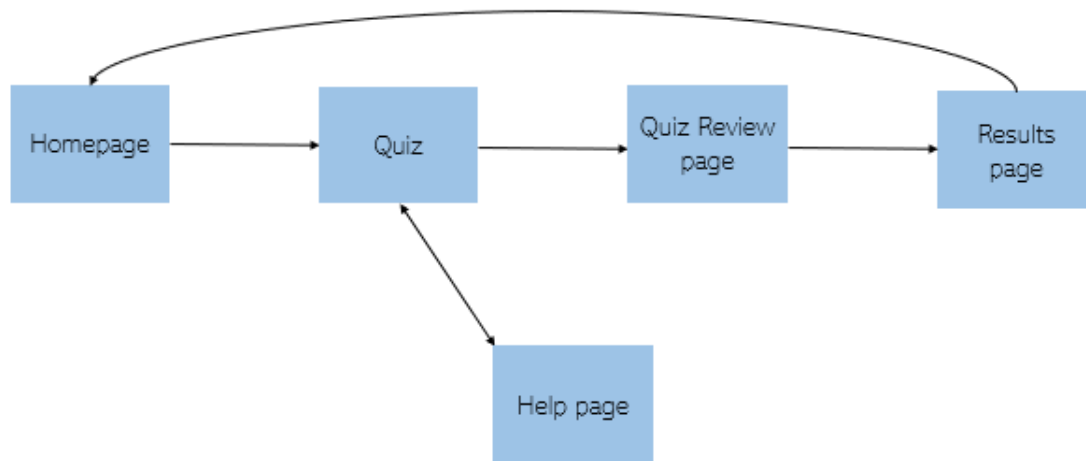 Homepage
Quiz
Quiz Review
page
Results
page
Help page